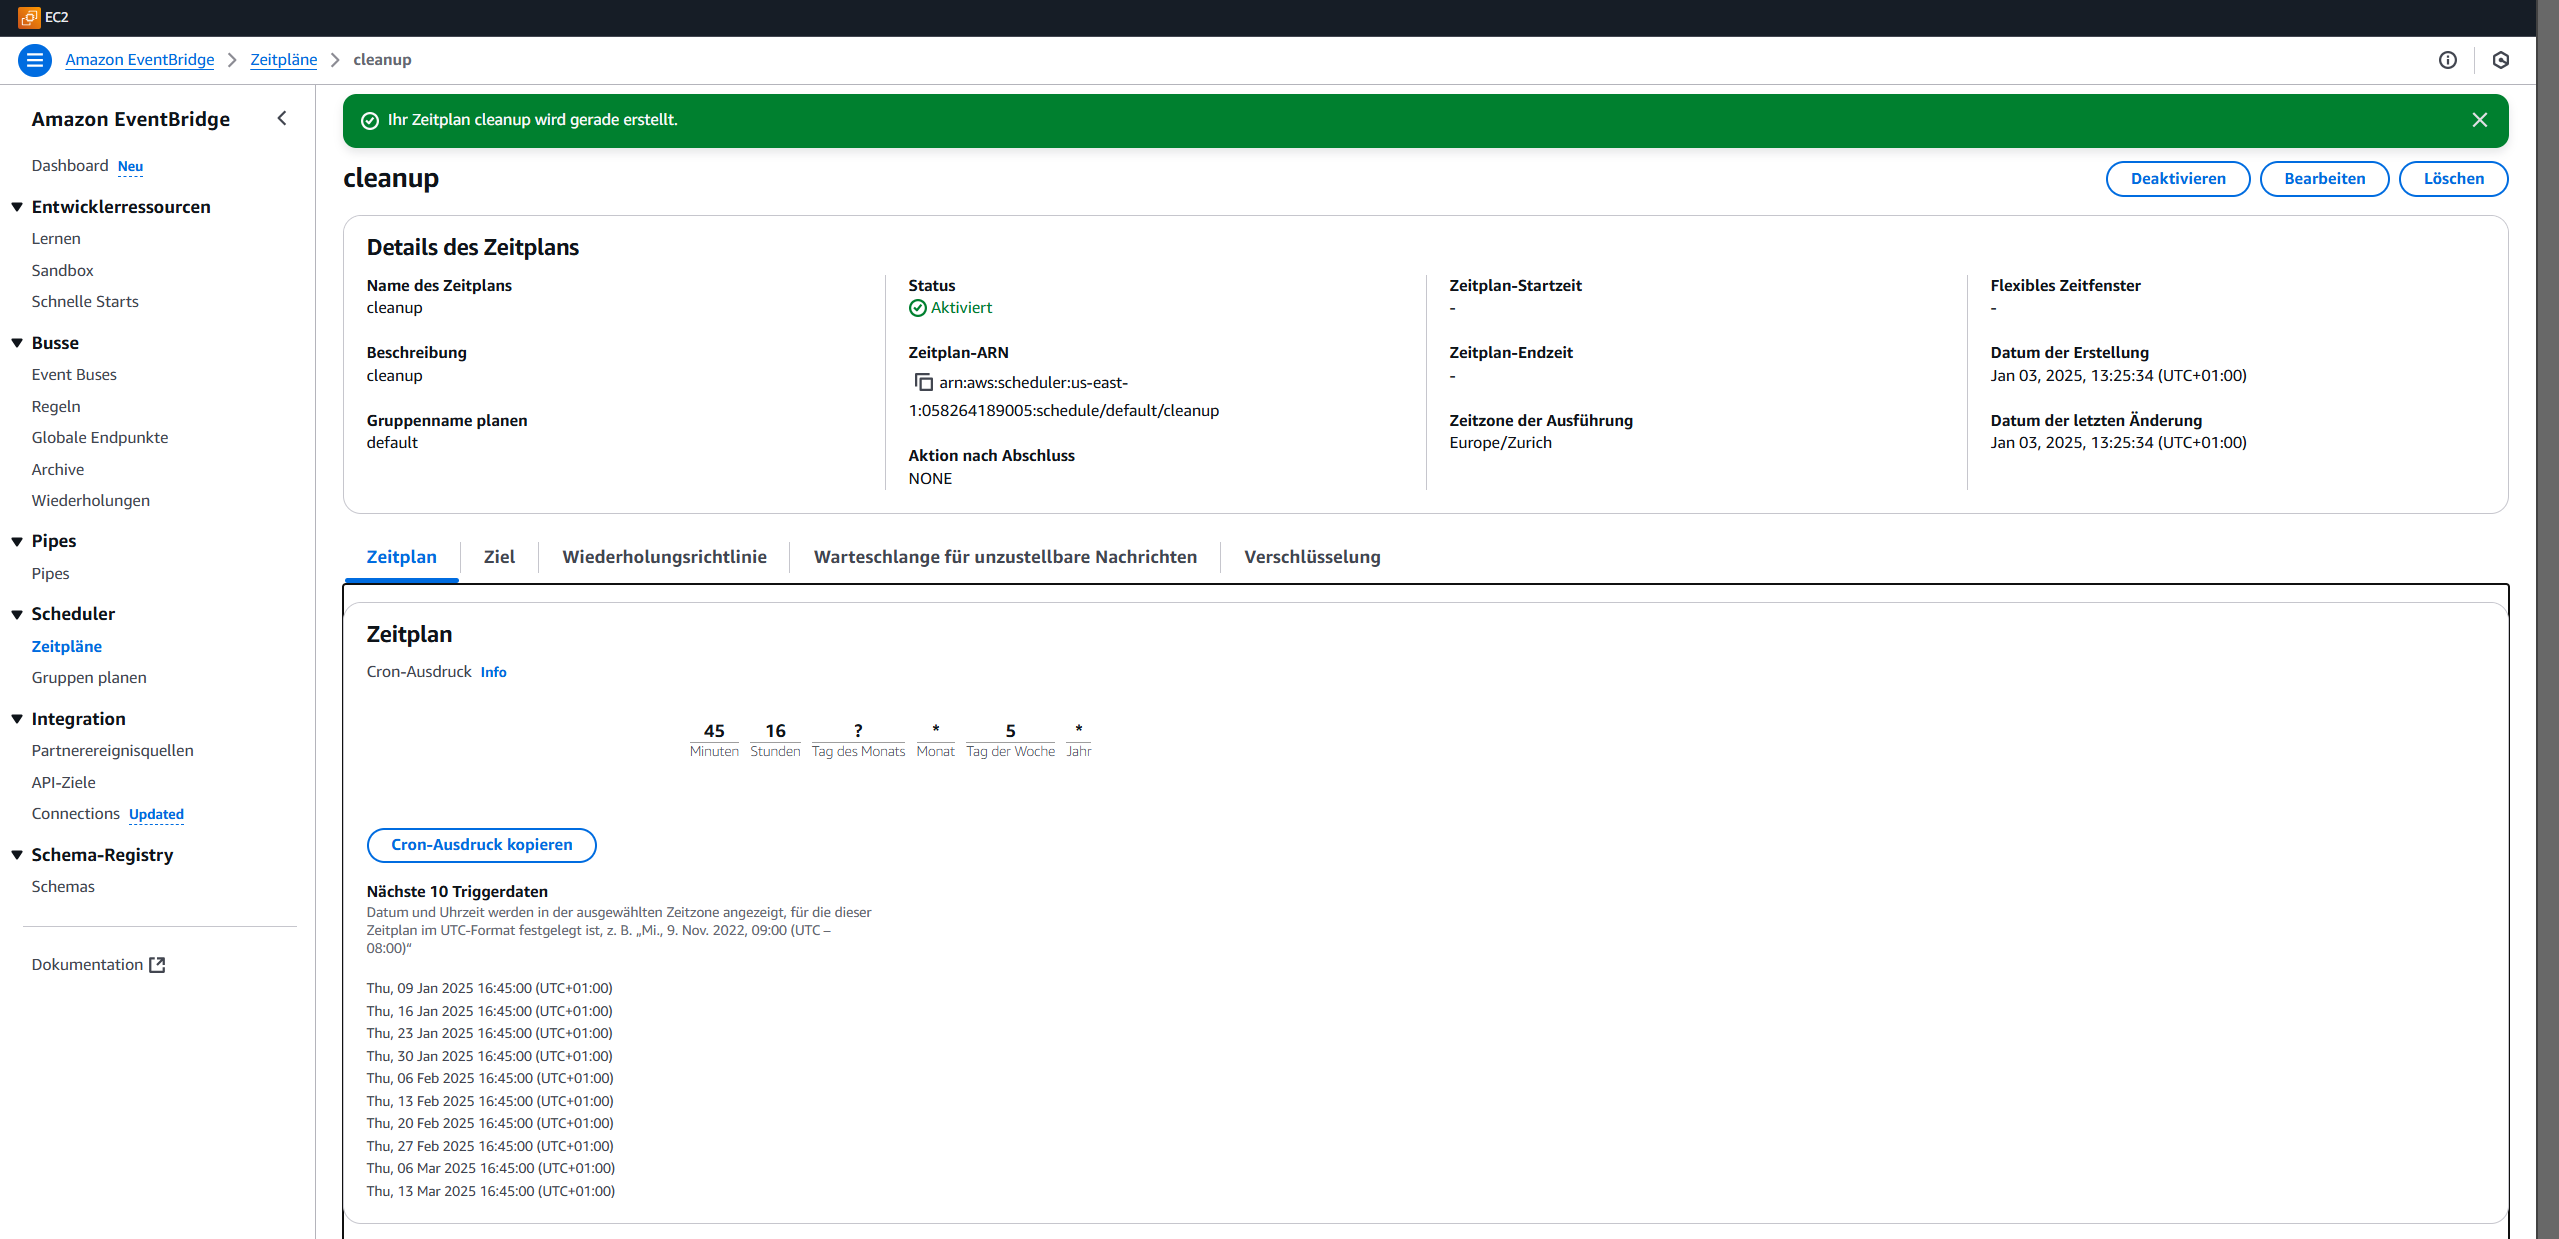 EC2
Amazon EventBridge > Zeitpläne > cleanup
Amazon EventBridge
Dashboard Neu
Entwicklerressourcen
Lernen
Sandbox
Schnelle Starts
Busse
Event Buses
Regeln
Globale Endpunkte
Archive
Wiederholungen
Pipes
Pipes
Scheduler
Zeitpläne
Gruppen planen
Integration
Partnerereignisquellen
API-Ziele
Connections Updated
Schema-Registry
Schemas
Dokumentation
Ihr Zeitplan cleanup wird gerade erstellt.
cleanup
Deaktivieren
Bearbeiten
Löschen
Details des Zeitplans
Name des Zeitplans
cleanup
Beschreibung
cleanup
Gruppenname planen
default
Status
Aktiviert
Zeitplan-ARN
arn:aws:scheduler:us-east-
1:058264189005:schedule/default/cleanup
Aktion nach Abschluss
NONE
Zeitplan-Startzeit
-
Zeitplan-Endzeit
-
Zeitzone der Ausführung
Europe/Zurich
Flexibles Zeitfenster
-
Datum der Erstellung
Jan 03, 2025, 13:25:34 (UTC+01:00)
Datum der letzten Änderung
Jan 03, 2025, 13:25:34 (UTC+01:00)
Zeitplan
Ziel
Wiederholungsrichtlinie
Warteschlange für unzustellbare Nachrichten
Verschlüsselung
Zeitplan
Cron-Ausdruck Info
45 16 ? * 5 *
Minuten Stunden Tag des Monats Monat Tag der Woche Jahr
Cron-Ausdruck kopieren
Nächste 10 Triggerdaten
Datum und Uhrzeit werden in der ausgewählten Zeitzone angezeigt, für die dieser
Zeitplan im UTC-Format festgelegt ist, z. B. „Mi., 9. Nov. 2022, 09:00 (UTC –
08:00)“
Thu, 09 Jan 2025 16:45:00 (UTC+01:00)
Thu, 16 Jan 2025 16:45:00 (UTC+01:00)
Thu, 23 Jan 2025 16:45:00 (UTC+01:00)
Thu, 30 Jan 2025 16:45:00 (UTC+01:00)
Thu, 06 Feb 2025 16:45:00 (UTC+01:00)
Thu, 13 Feb 2025 16:45:00 (UTC+01:00)
Thu, 20 Feb 2025 16:45:00 (UTC+01:00)
Thu, 27 Feb 2025 16:45:00 (UTC+01:00)
Thu, 06 Mar 2025 16:45:00 (UTC+01:00)
Thu, 13 Mar 2025 16:45:00 (UTC+01:00)